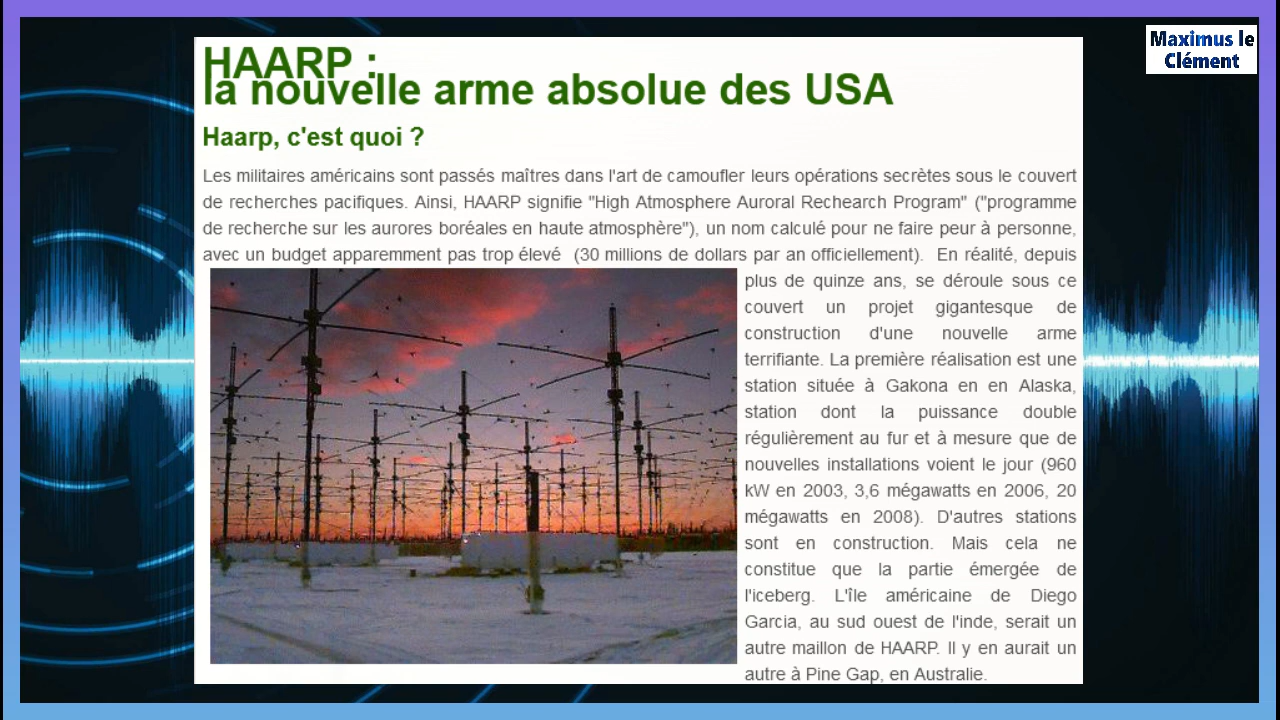 Maximus le
Clément
HAARP :
la nouvelle arme absolue des USA
Haarp, c'est quoi ?
Les militaires américains sont passés maîtres dans l'art de camoufler leurs opérations secrètes sous le couvert
de recherches pacifiques. Ainsi, HAARP signifie "High Atmosphere Auroral Rechearch Program" ("programme
de recherche sur les aurores boréales en haute atmosphère"), un nom calculé pour ne faire peur à personne,
avec un budget apparemment pas trop élevé (30 millions de dollars par an officiellement). En réalité, depuis
plus de quinze ans, se déroule sous ce
couvert un projet gigantesque de
construction d'une nouvelle arme
terrifiante. La première réalisation est une
station située à Gakona en en Alaska,
station dont la puissance double
régulièrement au fur et à mesure que de
nouvelles installations voient le jour (960
kW en 2003, 3,6 mégawatts en 2006, 20
mégawatts en 2008). D'autres stations
sont en construction. Mais cela ne
constitue que la partie émergée de
l'iceberg. L'île américaine de Diego
Garcia, au sud ouest de l'inde, serait un
autre maillon de HAARP. Il y en aurait un
autre à Pine Gap, en Australie.